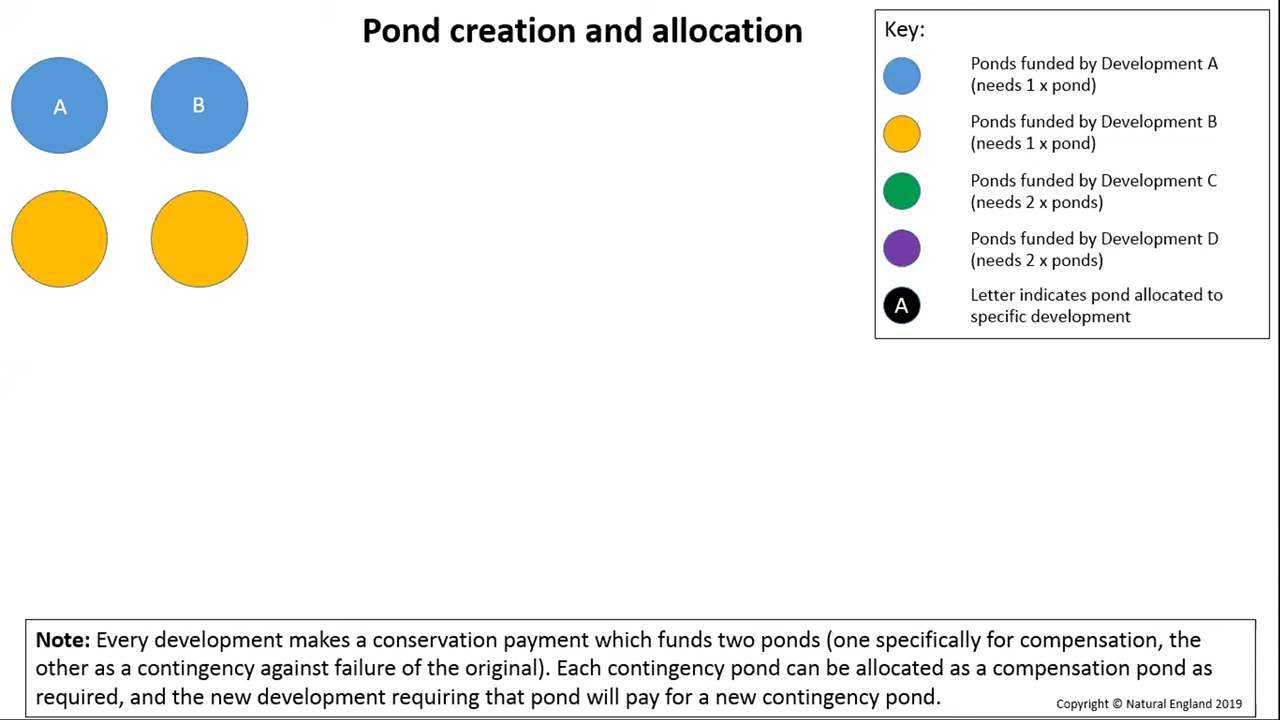 Pond creation and allocation
A
B
Key:
Ponds funded by Development A
(needs 1 x pond)
Ponds funded by Development B
(needs 1 x pond)
Ponds funded by Development C
(needs 2 x ponds)
Ponds funded by Development D
(needs 2 x ponds)
A
Letter indicates pond allocated to
specific development
Note: Every development makes a conservation payment which funds two ponds (one specifically for compensation, the
other as a contingency against failure of the original). Each contingency pond can be allocated as a compensation pond as
required, and the new development requiring that pond will pay for a new contingency pond.
Copyright © Natural England 2019